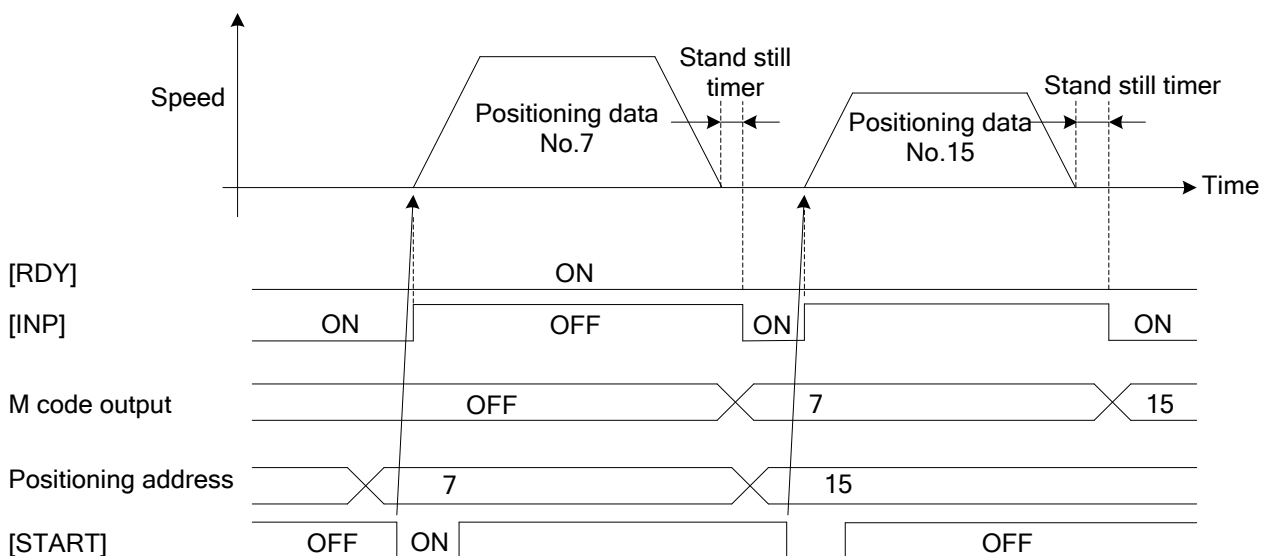 Speed
Positioning data
No.7
Stand still
timer
Positioning data
No.15
Stand still timer
Time
[RDY]
ON
[INP]
ON
OFF
ON
ON
M code output
OFF
7
15
Positioning address
7
15
[START]
OFF
ON
OFF